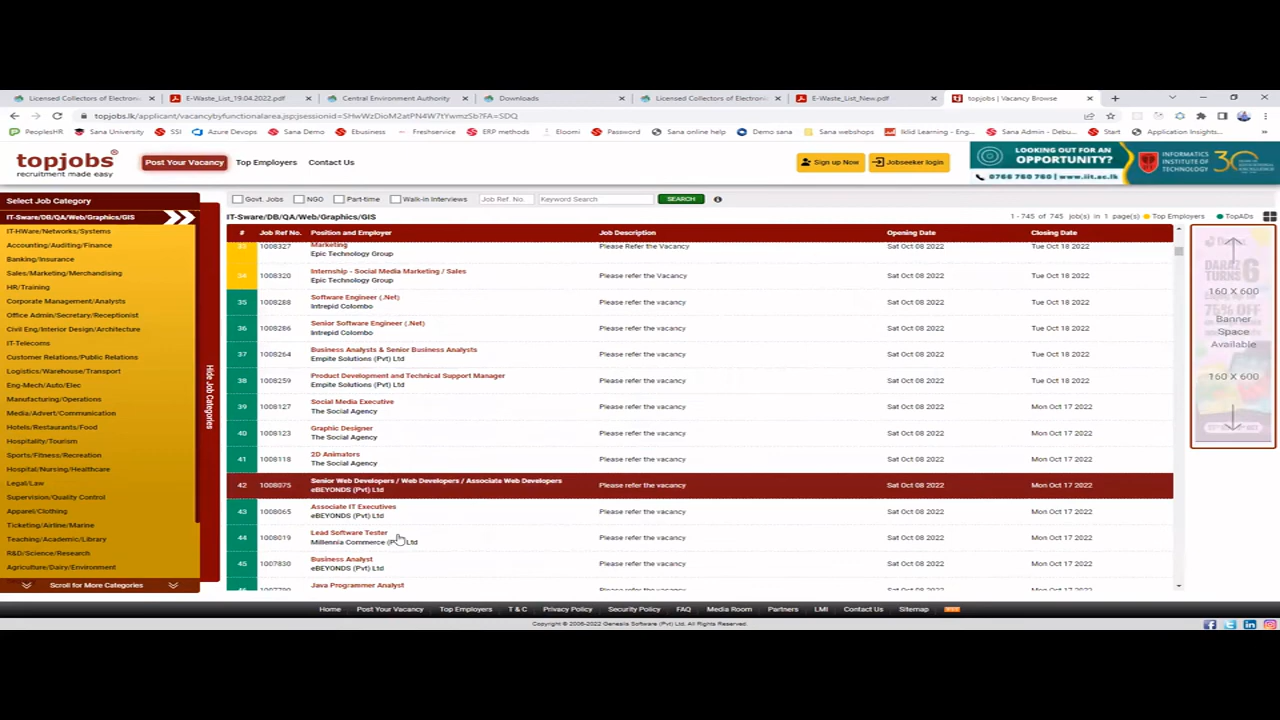 Licensed Collectors of Electroni
E-Waste_List_19.04.2022.pdf
Central Environment Authority
Downloads
Licensed Collectors of Electroni
E-Waste_List_New.pdf
topjobs | Vacancy Browse
PeoplesHR
Sana University
SSI
Azure Devops
Sana Demo
Ebusiness
Freshservice
ERP methods
Eloomi
Password
Sana online help
Demo sana
Sana webshops
Iklid Learning - Eng...
Sana Admin - Debu...
Start
Application Insights...
topjobs
recruitment made easy
Post Your Vacancy
Top Employers
Contact Us
Sign up Now
Jobseeker login
LOOKING OUT FOR AN
OPPORTUNITY?
0766 760 760 | www.iit.ac.lk
INFORMATICS
INSTITUTE OF
TECHNOLOGY
30
Select Job Category
IT-Sware/DB/QA/Web/Graphics/GIS
IT-HWare/Networks/Systems
Accounting/Auditing/Finance
Banking/Insurance
Sales/Marketing/Merchandising
HR/Training
Corporate Management/Analysts
Office Admin/Secretary/Receptionist
Civil Eng/Interior Design/Architecture
IT-Telecoms
Customer Relations/Public Relations
Logistics/Warehouse/Transport
Eng-Mech/Auto/Elec
Manufacturing/Operations
Media/Advert/Communication
Hotels/Restaurants/Food
Hospitality/Tourism
Sports/Fitness/Recreation
Hospital/Nursing/Healthcare
Legal/Law
Supervision/Quality Control
Apparel/Clothing
Ticketing/Airline/Marine
Teaching/Academic/Library
R&D/Science/Research
Agriculture/Dairy/Environment
Scroll for More Categories
Hide Job Categories
Govt. Jobs
NGO
Part-time
Walk-in Interviews
Job Ref. No.
Keyword Search
SEARCH
IT-Sware/DB/QA/Web/Graphics/GIS
1 - 745 of 745 job(s) in 1 page(s)
Top Employers
TopADs
# Job Ref No. Position and Employer Job Description Opening Date Closing Date
1008327 Marketing Please Refer the Vacancy Sat Oct 08 2022 Tue Oct 18 2022
Epic Technology Group
34 1008320 Internship - Social Media Marketing / Sales Please refer the Vacancy Sat Oct 08 2022 Tue Oct 18 2022
Epic Technology Group
35 1008288 Software Engineer (.Net) Please refer the vacancy Sat Oct 08 2022 Tue Oct 18 2022
Intrepid Colombo
36 1008286 Senior Software Engineer (.Net) Please refer the vacancy Sat Oct 08 2022 Tue Oct 18 2022
Intrepid Colombo
37 1008264 Business Analysts & Senior Business Analysts Please refer the vacancy Sat Oct 08 2022 Tue Oct 18 2022
Empite Solutions (Pvt) Ltd
38 1008259 Product Development and Technical Support Manager Please refer the vacancy Sat Oct 08 2022 Tue Oct 18 2022
Empite Solutions (Pvt) Ltd
39 1008127 Social Media Executive Please refer the vacancy Sat Oct 08 2022 Mon Oct 17 2022
The Social Agency
40 1008123 Graphic Designer Please refer the vacancy Sat Oct 08 2022 Mon Oct 17 2022
The Social Agency
41 1008118 2D Animators Please refer the vacancy Sat Oct 08 2022 Mon Oct 17 2022
The Social Agency
42 1008075 Senior Web Developers / Web Developers / Associate Web Developers Please refer the vacancy Sat Oct 08 2022 Mon Oct 17 2022
eBEYONDS (Pvt) Ltd
43 1008065 Associate IT Executives Please refer the vacancy Sat Oct 08 2022 Mon Oct 17 2022
eBEYONDS (Pvt) Ltd
44 1008019 Lead Software Tester Please refer the vacancy Sat Oct 08 2022 Mon Oct 17 2022
Millennia Commerce Ltd
45 1007830 Business Analyst Please refer the vacancy Sat Oct 08 2022 Mon Oct 17 2022
eBEYONDS (Pvt) Ltd
Java Programmer Analyst
160 X 600
Banner
Space
Available
160 X 600
Home
Post Your Vacancy
Top Employers
T & C
Privacy Policy
Security Policy
FAQ
Media Room
Partners
LMI
Contact Us
Sitemap
Copyright © 2006-2022 Genesiis Software (Pvt) Ltd. All Rights Reserved.